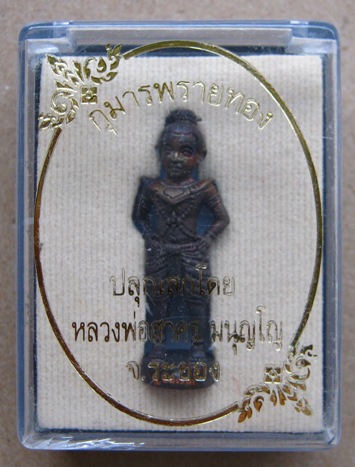 กุมารพรายทอง
ปลุกเสกโดย
หลวงพ่อสาคร มนุญโญ
จ.ระยอง